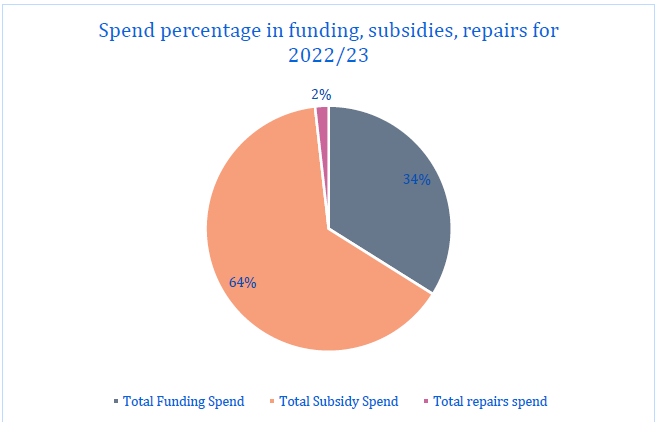 Spend percentage in funding, subsidies, repairs for
2022/23
2%
34%
64%
Total Funding Spend Total Subsidy Spend Total repairs spend